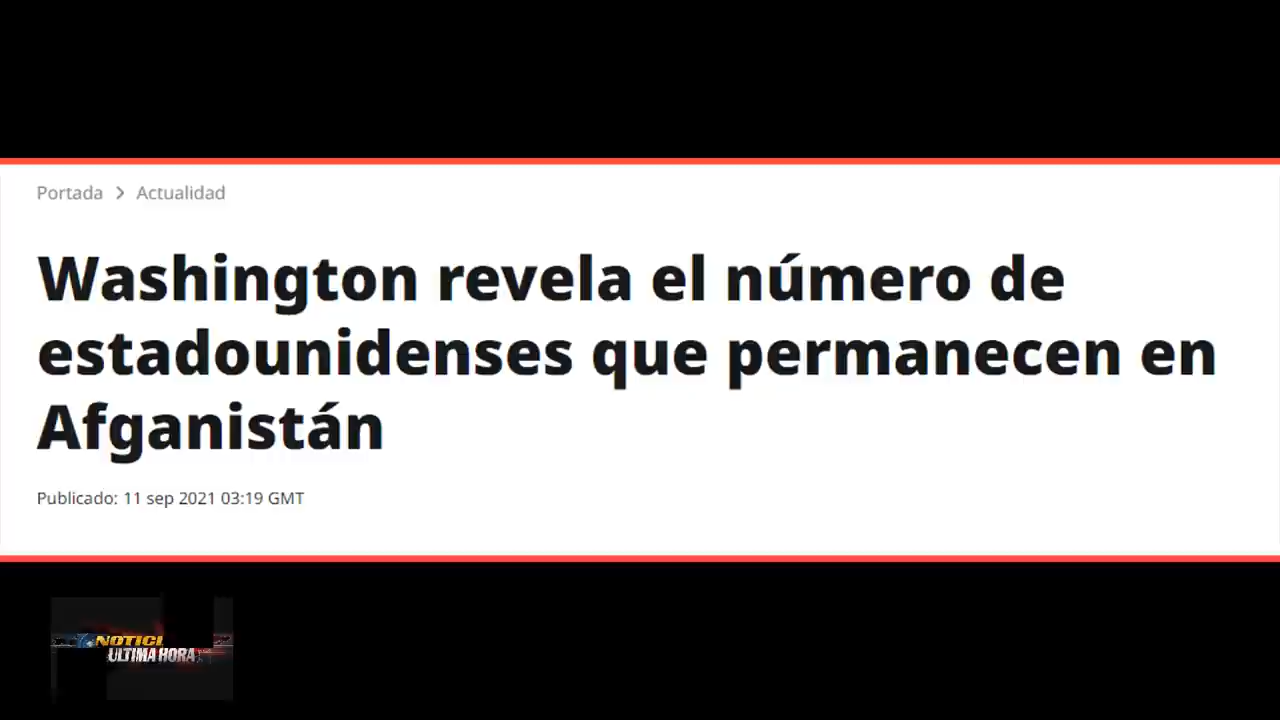 Portada > Actualidad
Washington revela el número de
estadounidenses que permanecen en
Afganistán
Publicado: 11 sep 2021 03:19 GMT
NOTICI
ULTIMA HORA